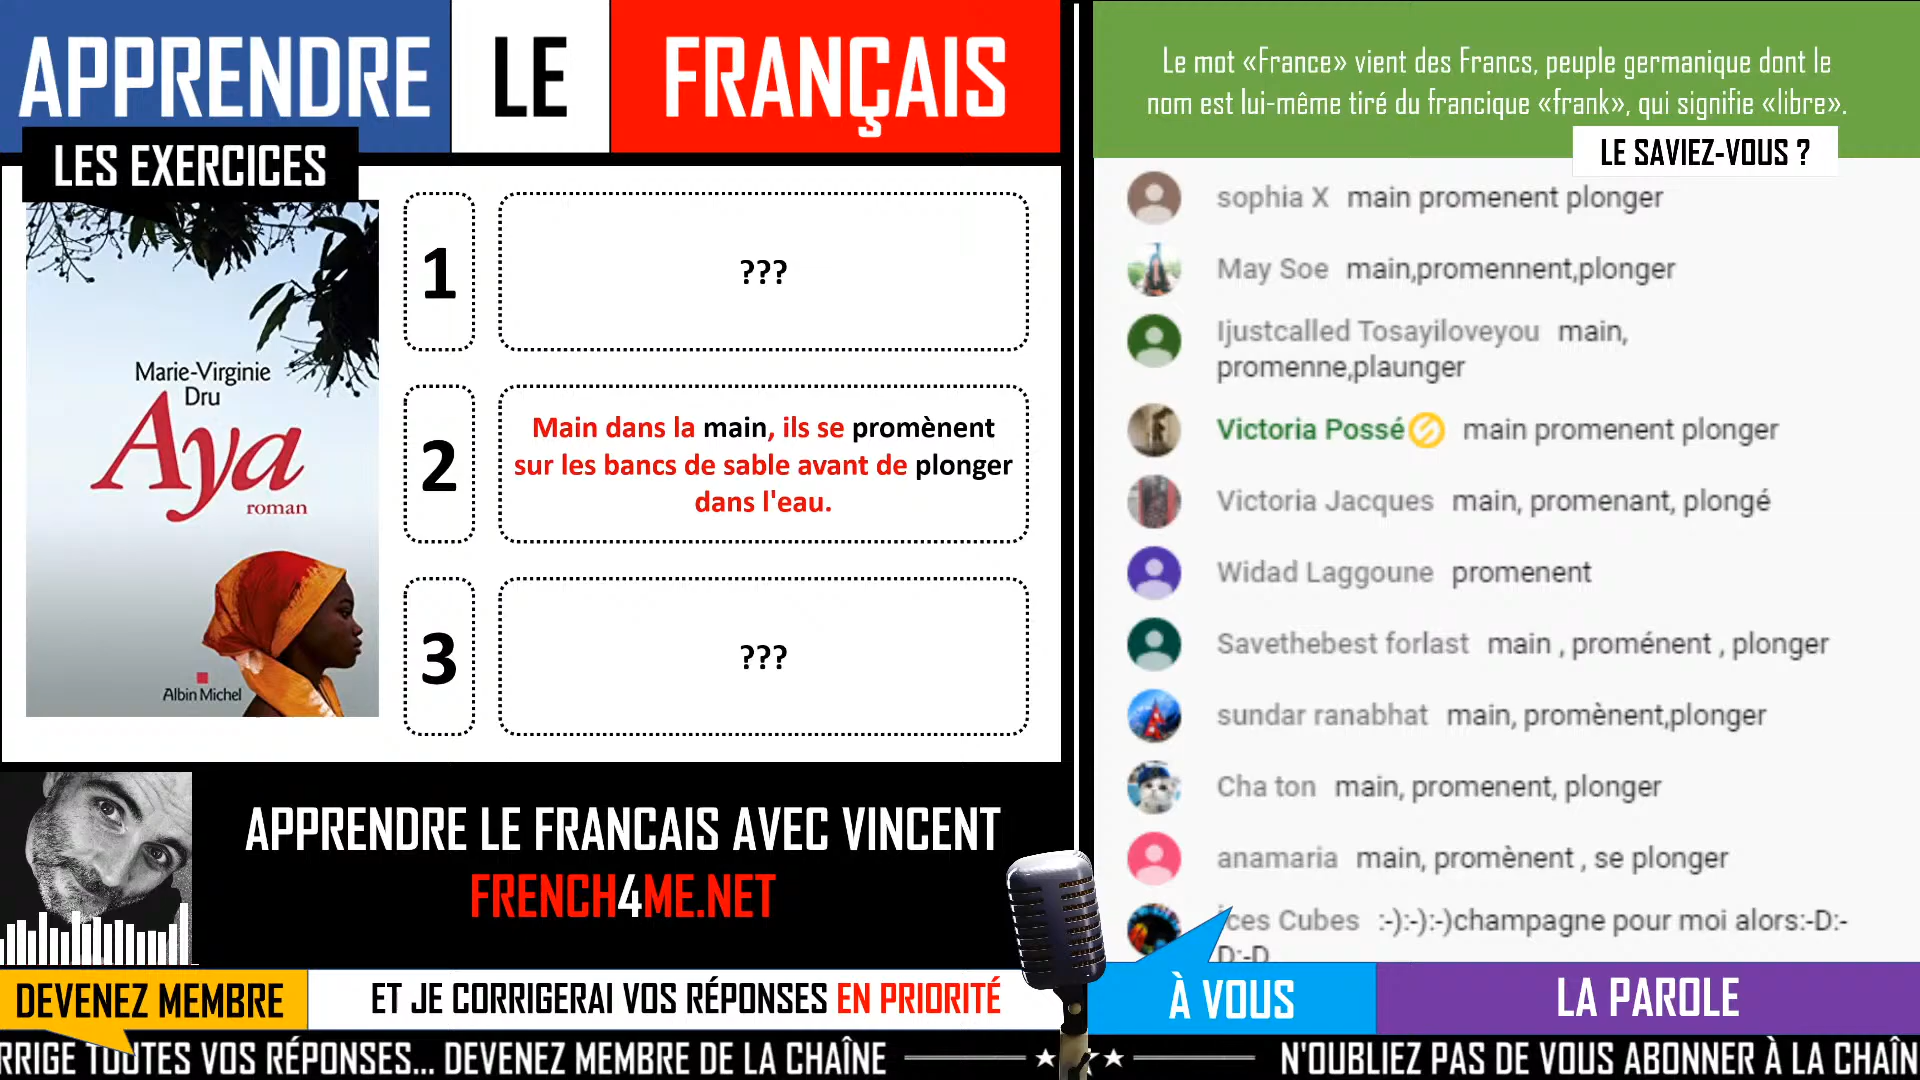 APPRENDRE LE FRANÇAIS
LES EXERCICES
Marie-Virginie
Dru
Aya
roman
Albin Michel
1
???
2
Main dans la main, ils se promènent
sur les bancs de sable avant de plonger
dans l'eau.
3
???
APPRENDRE LE FRANCAIS AVEC VINCENT
FRENCH4ME.NET
DEVENEZ MEMBRE
ET JE CORRIGERAI VOS RÉPONSES EN PRIORITÉ
Le mot «France» vient des Francs, peuple germanique dont le
nom est lui-même tiré du francique «frank», qui signifie «libre».
LE SAVIEZ-VOUS ?
sophia X main promenent plonger
May Soe main,promennent,plonger
Ijustcalled Tosayiloveyou main,
promenne,plaunger
Victoria Possé main promenent plonger
Victoria Jacques main, promenant, plongé
Widad Laggoune promenent
Savethebest forlast main , proménent , plonger
sundar ranabhat main, promènent,plonger
Cha ton main, promenent, plonger
anamaria main, promènent , se plonger
ces Cubes :-):-):-)champagne pour moi alors:-D:-
D:-D
À VOUS
LA PAROLE
RRIGE TOUTES VOS RÉPONSES... DEVENEZ MEMBRE DE LA CHAÎNE
N'OUBLIEZ PAS DE VOUS ABONNER À LA CHAÎN